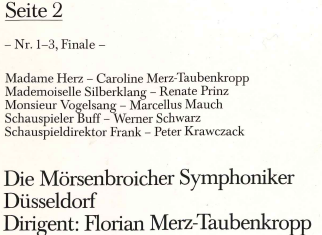 Seite 2
– Nr. 1–3, Finale –
Madame Herz – Caroline Merz-Taubenkropp
Mademoiselle Silberklang – Renate Prinz
Monsieur Vogelsang – Marcellus Mauch
Schauspieler Buff – Werner Schwarz
Schauspieldirektor Frank – Peter Krawczack
Die Mörsenbroicher Symphoniker
Düsseldorf
Dirigent: Florian Merz-Taubenkropp